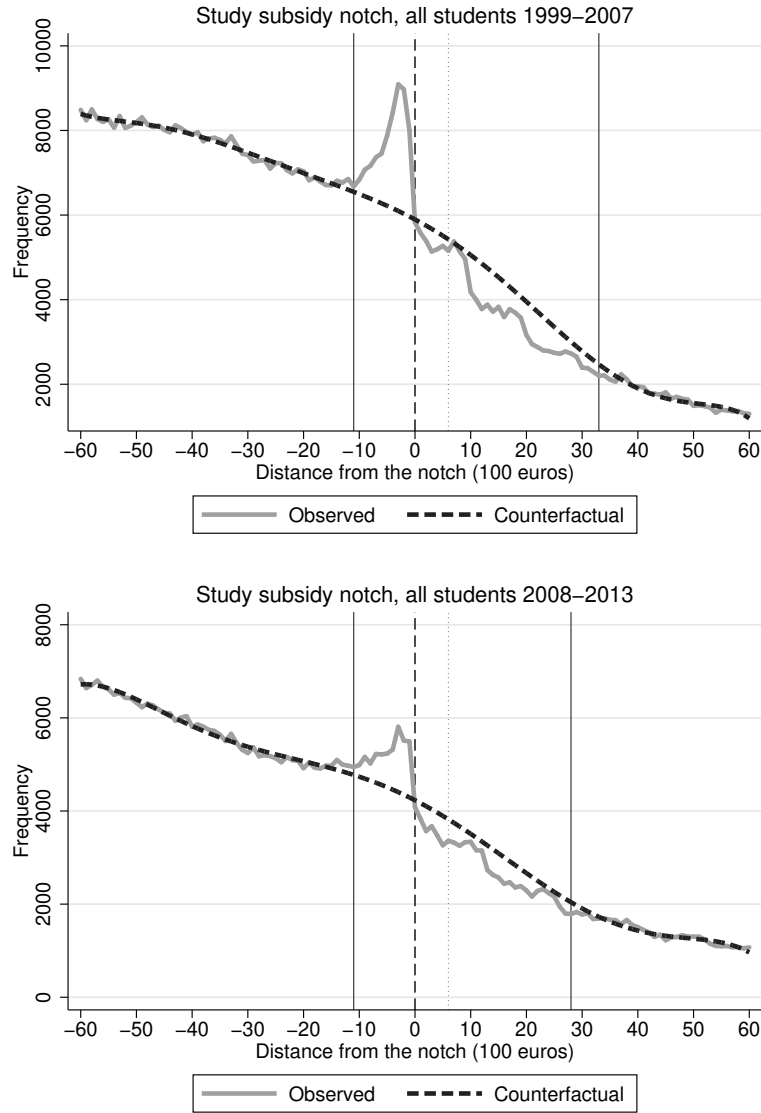 Study subsidy notch, all students 1999−2007
10000
8000
6000
4000
2000
Frequency
−60 −50 −40 −30 −20 −10 0 10 20 30 40 50 60
Distance from the notch (100 euros)
Observed Counterfactual
Study subsidy notch, all students 2008−2013
8000
6000
4000
2000
0
Frequency
−60 −50 −40 −30 −20 −10 0 10 20 30 40 50 60
Distance from the notch (100 euros)
Observed Counterfactual